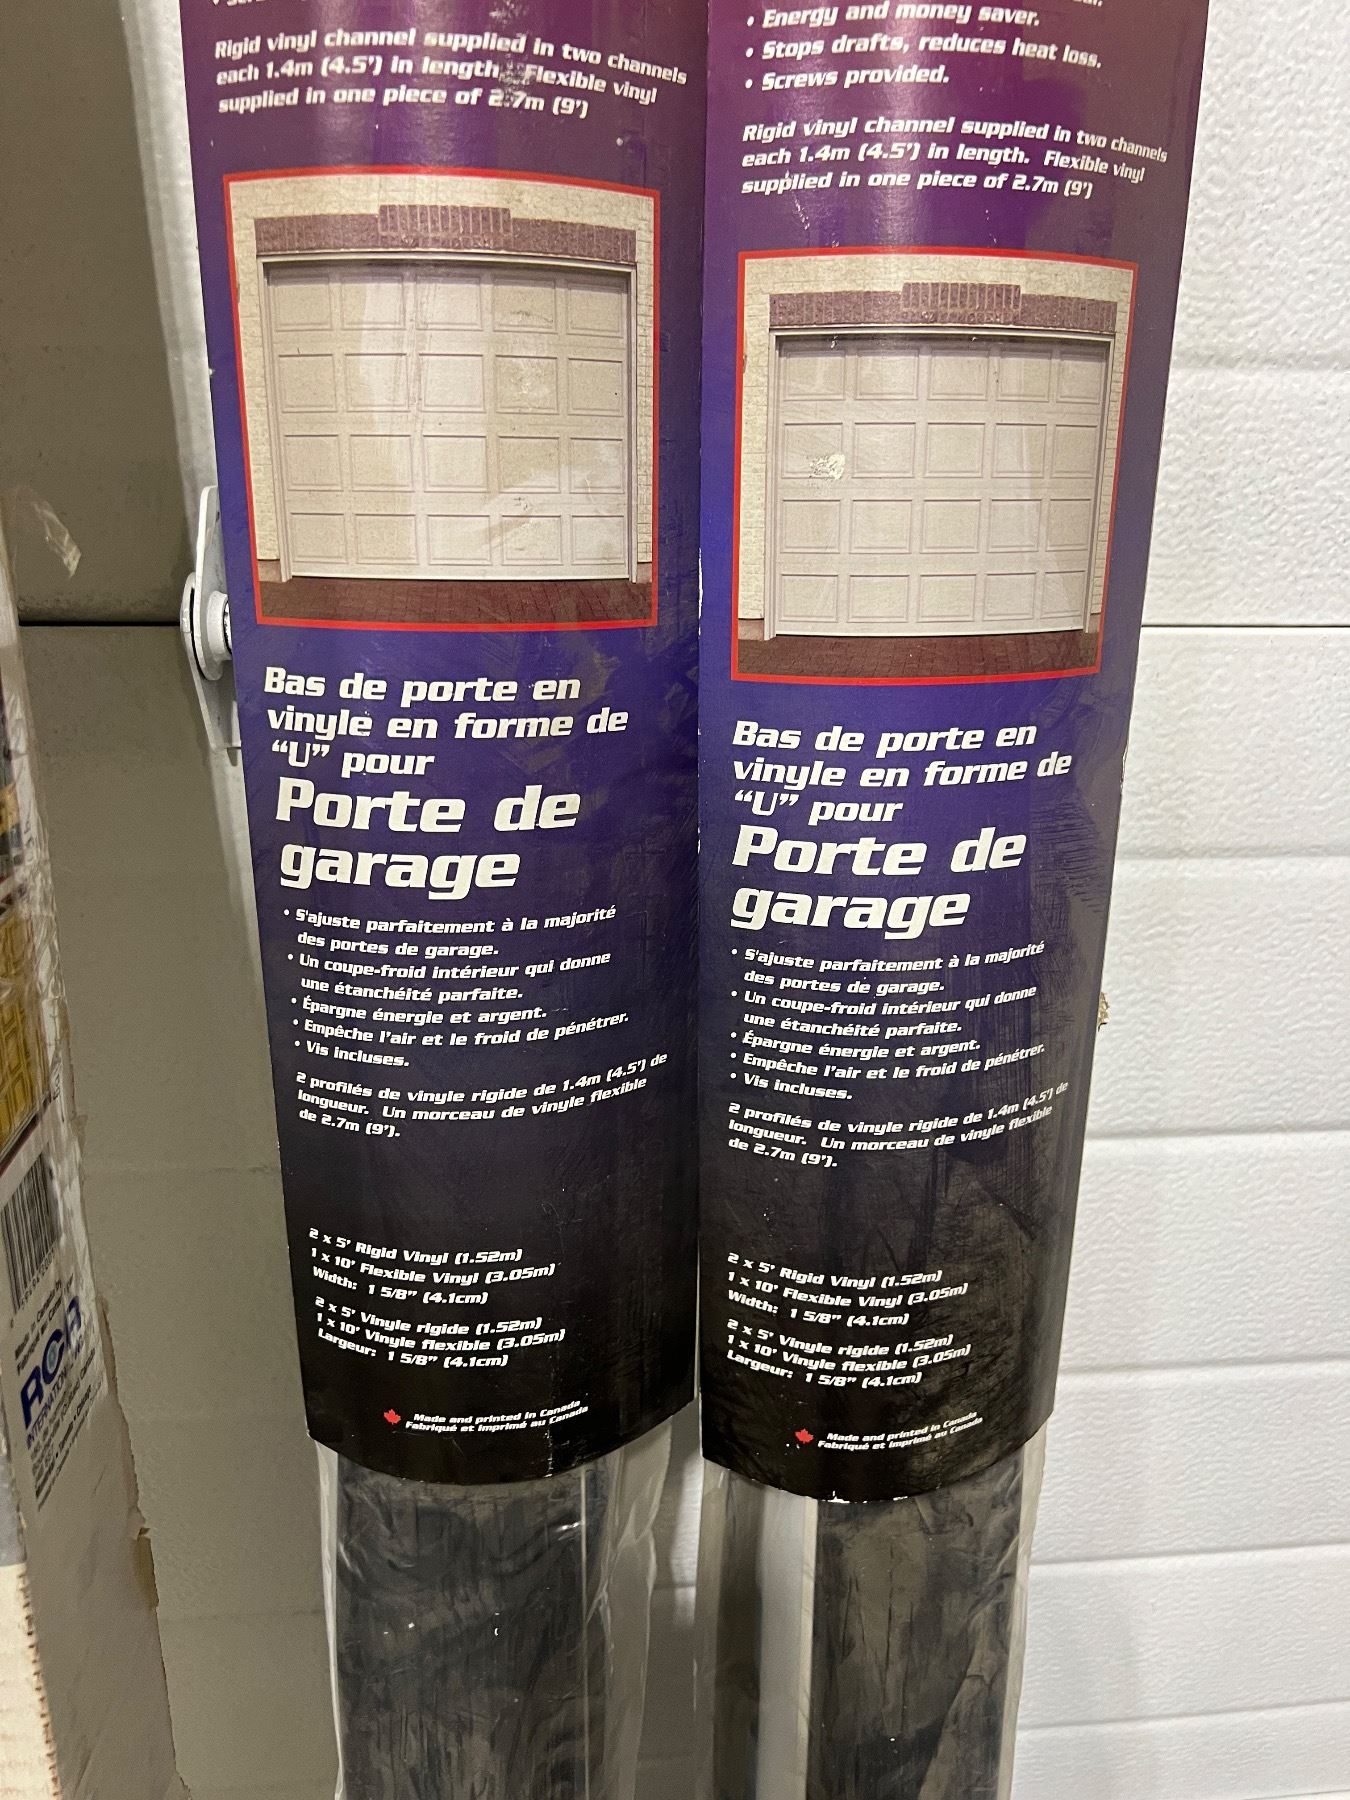 Rigid vinyl channel supplied in two channels
each 1.4m (4.5') in length. Flexible vinyl
supplied in one piece of 2.7m (9')
Bas de porte en
vinyle en forme de
“U” pour
Porte de
garage
• S'ajuste parfaitement à la majorité
des portes de garage.
• Un coupe-froid intérieur qui donne
une étanchéité parfaite.
• Épargne énergie et argent.
• Empêche l'air et le froid de pénétrer.
• Vis incluses.
2 profilés de vinyle rigide de 1.4m (4.5') de
longueur. Un morceau de vinyle flexible
de 2.7m (9').
2 x 5' Rigid Vinyl (1.52m)
1 x 10' Flexible Vinyl (3.05m)
Width: 1 5/8” (4.1cm)
2 x 5' Vinyle rigide (1.52m)
1 x 10' Vinyle flexible (3.05m)
Largeur: 1 5/8” (4.1cm)
Made and printed in Canada
Fabriqué et imprimé au Canada
• Energy and money saver.
• Stops drafts, reduces heat loss.
• Screws provided.
Rigid vinyl channel supplied in two channels
each 1.4m (4.5') in length. Flexible vinyl
supplied in one piece of 2.7m (9')
Bas de porte en
vinyle en forme de
“U” pour
Porte de
garage
• S'ajuste parfaitement à la majorité
des portes de garage.
• Un coupe-froid intérieur qui donne
une étanchéité parfaite.
• Épargne énergie et argent.
• Empêche l'air et le froid de pénétrer.
• Vis incluses.
2 profilés de vinyle rigide de 1.4m (4.5') de
longueur. Un morceau de vinyle flexible
de 2.7m (9').
2 x 5' Rigid Vinyl (1.52m)
1 x 10' Flexible Vinyl (3.05m)
Width: 1 5/8” (4.1cm)
2 x 5' Vinyle rigide (1.52m)
1 x 10' Vinyle flexible (3.05m)
Largeur: 1 5/8” (4.1cm)
Made and printed in Canada
Fabriqué et imprimé au Canada